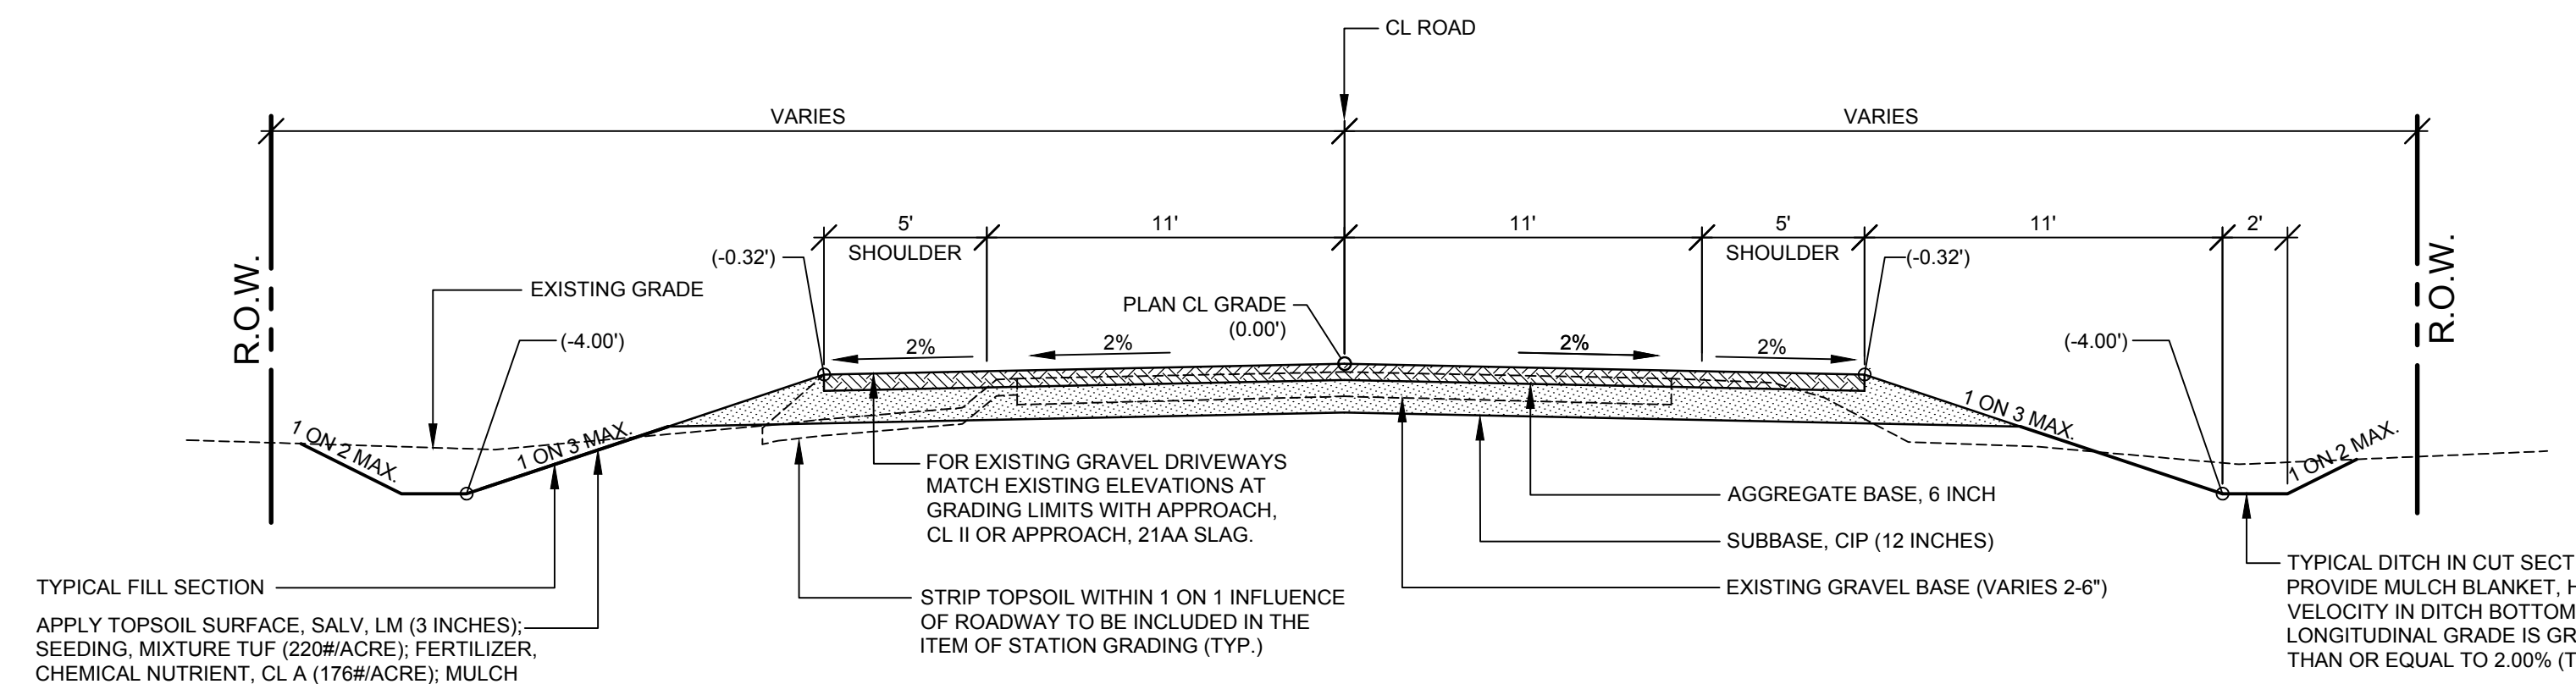 CL ROAD
VARIES
VARIES
5'
11'
11'
5'
11'
2'
SHOULDER
SHOULDER
(-0.32')
(-0.32')
R.O.W.
R.O.W.
EXISTING GRADE
PLAN CL GRADE
(0.00')
(-4.00')
(-4.00')
2%
2%
2%
2%
1 ON 2 MAX.
1 ON 3 MAX.
1 ON 3 MAX.
1 ON 2 MAX.
FOR EXISTING GRAVEL DRIVEWAYS
MATCH EXISTING ELEVATIONS AT
GRADING LIMITS WITH APPROACH,
CL II OR APPROACH, 21AA SLAG.
AGGREGATE BASE, 6 INCH
SUBBASE, CIP (12 INCHES)
EXISTING GRAVEL BASE (VARIES 2-6")
STRIP TOPSOIL WITHIN 1 ON 1 INFLUENCE
OF ROADWAY TO BE INCLUDED IN THE
ITEM OF STATION GRADING (TYP.)
TYPICAL FILL SECTION
APPLY TOPSOIL SURFACE, SALV, LM (3 INCHES);
SEEDING, MIXTURE TUF (220#/ACRE); FERTILIZER,
CHEMICAL NUTRIENT, CL A (176#/ACRE); MULCH
TYPICAL DITCH IN CUT SECT
PROVIDE MULCH BLANKET, H
VELOCITY IN DITCH BOTTOM
LONGITUDINAL GRADE IS GR
THAN OR EQUAL TO 2.00% (T